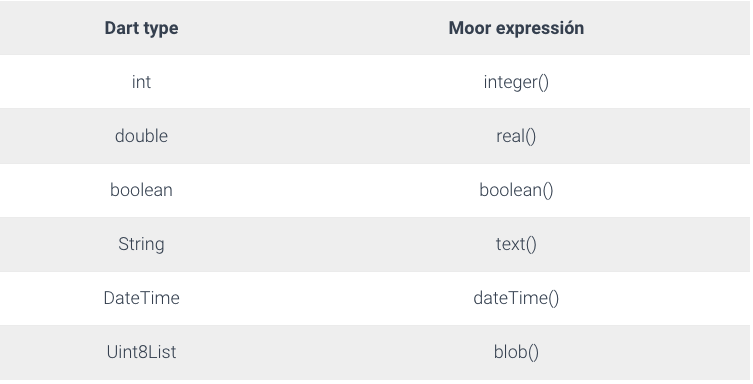 Dart type Moor expressión
int integer()
double real()
boolean boolean()
String text()
DateTime dateTime()
Uint8List blob()